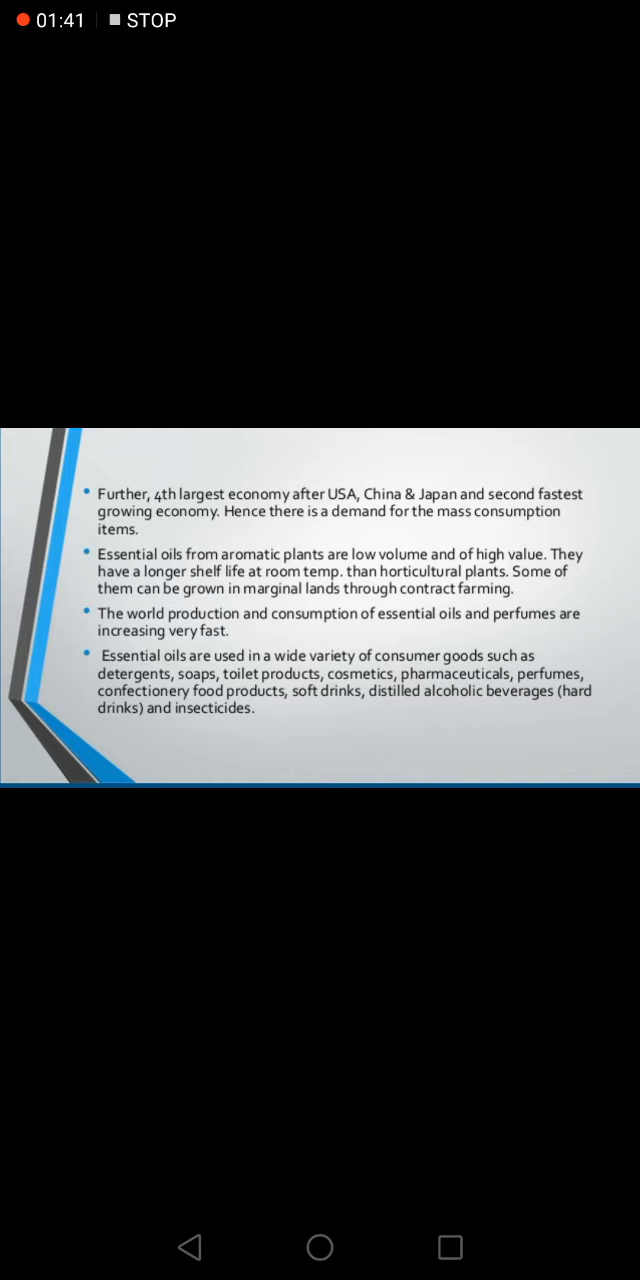 01:41 STOP
• Further, 4th largest economy after USA, China & Japan and second fastest
growing economy. Hence there is a demand for the mass consumption
items.
• Essential oils from aromatic plants are low volume and of high value. They
have a longer shelf life at room temp. than horticultural plants. Some of
them can be grown in marginal lands through contract farming.
• The world production and consumption of essential oils and perfumes are
increasing very fast.
• Essential oils are used in a wide variety of consumer goods such as
detergents, soaps, toilet products, cosmetics, pharmaceuticals, perfumes,
confectionery food products, soft drinks, distilled alcoholic beverages (hard
drinks) and insecticides.